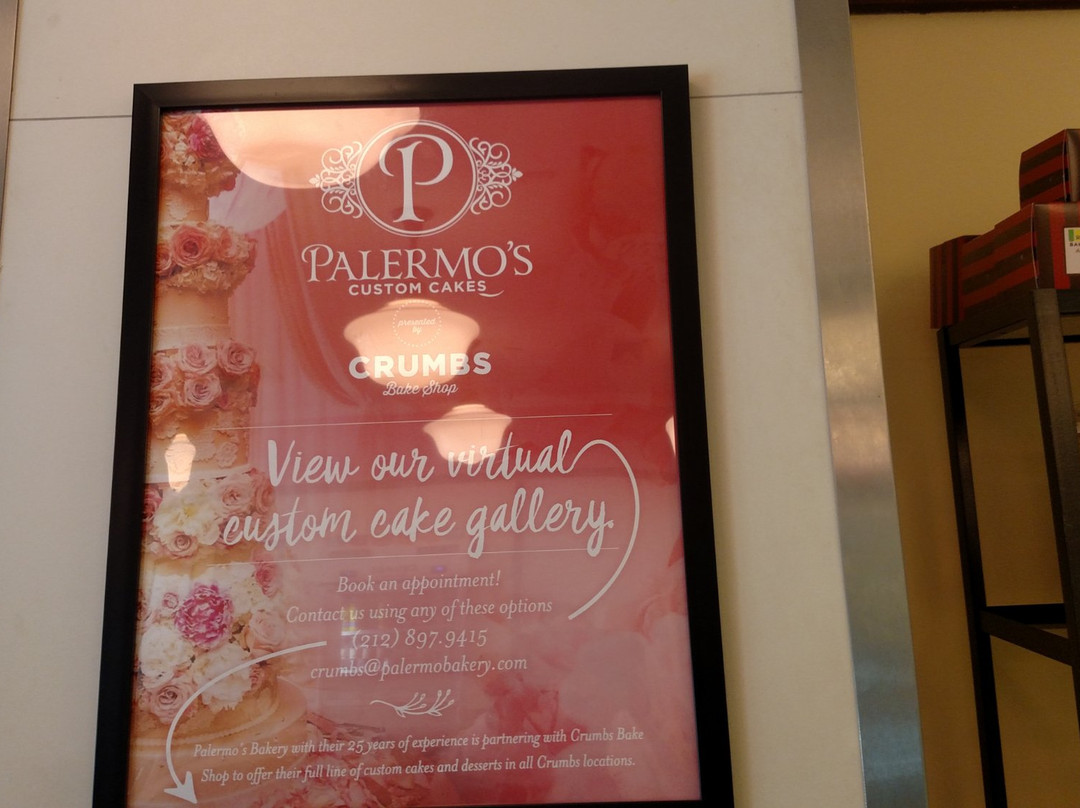 P
PALERMO'S
CUSTOM CAKES
presented
by
CRUMBS
Bake Shop
View our virtual
custom cake gallery.
Book an appointment!
Contact us using any of these options
(212) 897.9415
crumbs@palermobakery.com
Palermo's Bakery with their 25 years of experience is partnering with Crumbs Bake
Shop to offer their full line of custom cakes and desserts in all Crumbs locations.